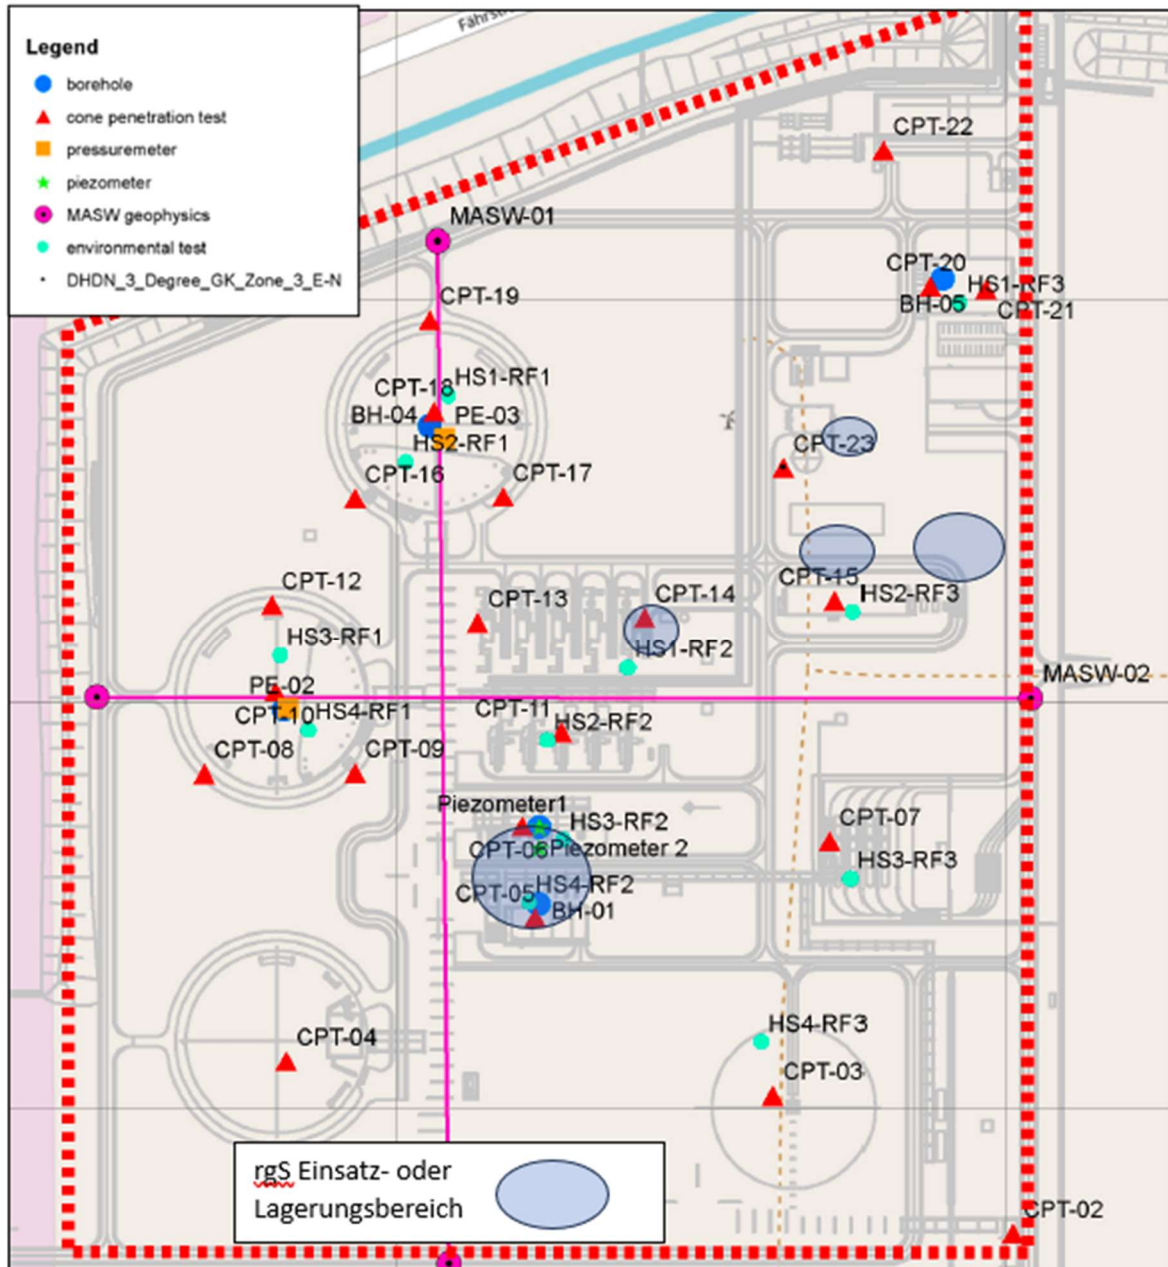 Fährstr
Legend
borehole
cone penetration test
pressuremeter
piezometer
MASW geophysics
environmental test
DHDN_3_Degree_GK_Zone_3_E-N
CPT-22
MASW-01
CPT-20
HS1-RF3
BH-05
CPT-21
CPT-19
CPT-18
HS1-RF1
BH-04
PE-03
HS2-RF1
CPT-16
CPT-17
CPT-23
CPT-12
CPT-13
CPT-14
CPT-15
HS2-RF3
HS3-RF1
HS1-RF2
PE-02
MASW-02
CPT-10
HS4-RF1
CPT-11
HS2-RF2
CPT-08
CPT-09
Piezometer1
HS3-RF2
CPT-06
Piezometer 2
CPT-07
HS3-RF3
CPT-05
HS4-RF2
BH-01
CPT-04
HS4-RF3
CPT-03
CPT-02
rgS Einsatz- oder
Lagerungsbereich